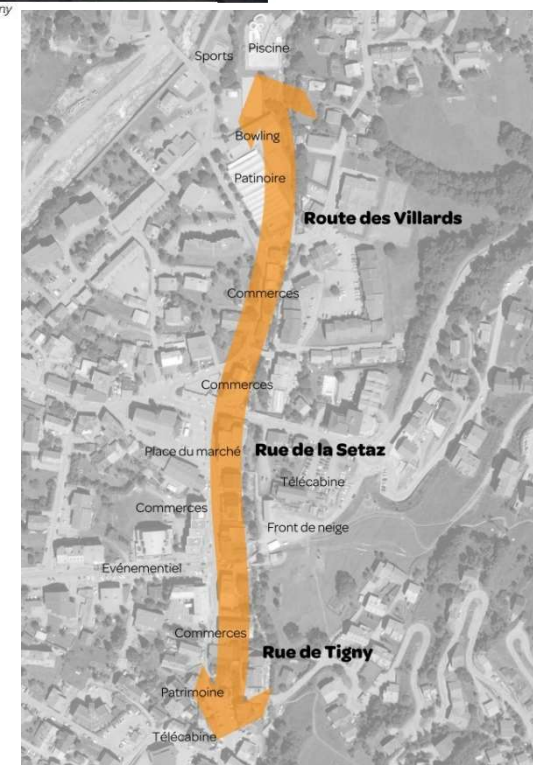 ny
Piscine
Sports
Bowling
Patinoire
Route des Villards
Commerces
Commerces
Place du marché
Rue de la Setaz
Télécabine
Commerces
Front de neige
Evénementiel
Commerces
Rue de Tigny
Patrimoine
Télécabine